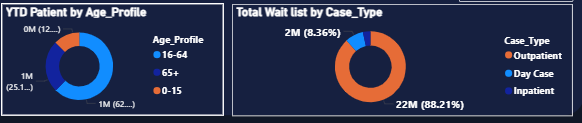 YTD Patient by Age_Profile
0M (12...)
Age_Profile
16-64
65+
0-15
1M
(25.1...)
1M (62...)
Total Wait list by Case_Type
2M (8.36%)
Case_Type
Outpatient
Day Case
Inpatient
22M (88.21%)